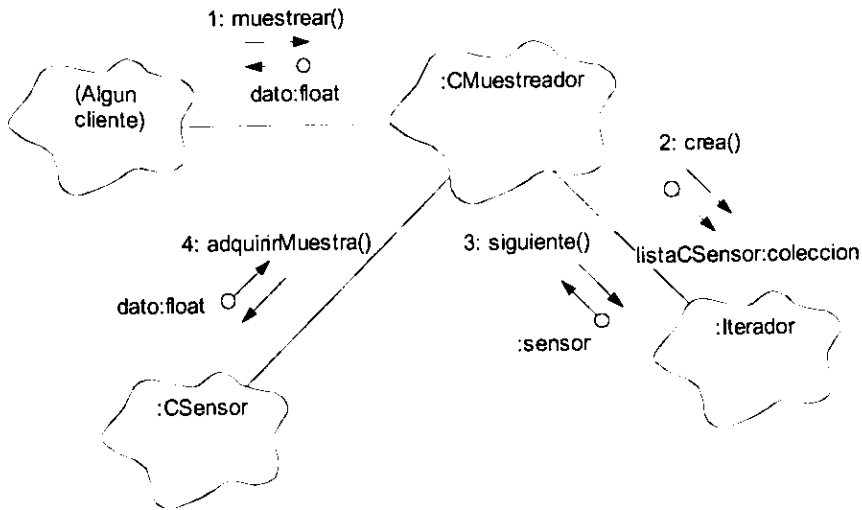 1: muestrear()
dato:float
(Algun
cliente)
:CMuestreador
2: crea()
listaCSensor:coleccion
4: adquirirMuestra()
dato:float
3: siguiente()
:sensor
:Iterador
:CSensor